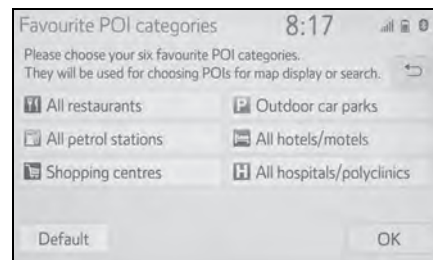 Favourite POI categories 8:17
Please choose your six favourite POI categories.
They will be used for choosing POIs for map display or search.
All restaurants
Outdoor car parks
All petrol stations
All hotels/motels
Shopping centres
All hospitals/polyclinics
Default
OK